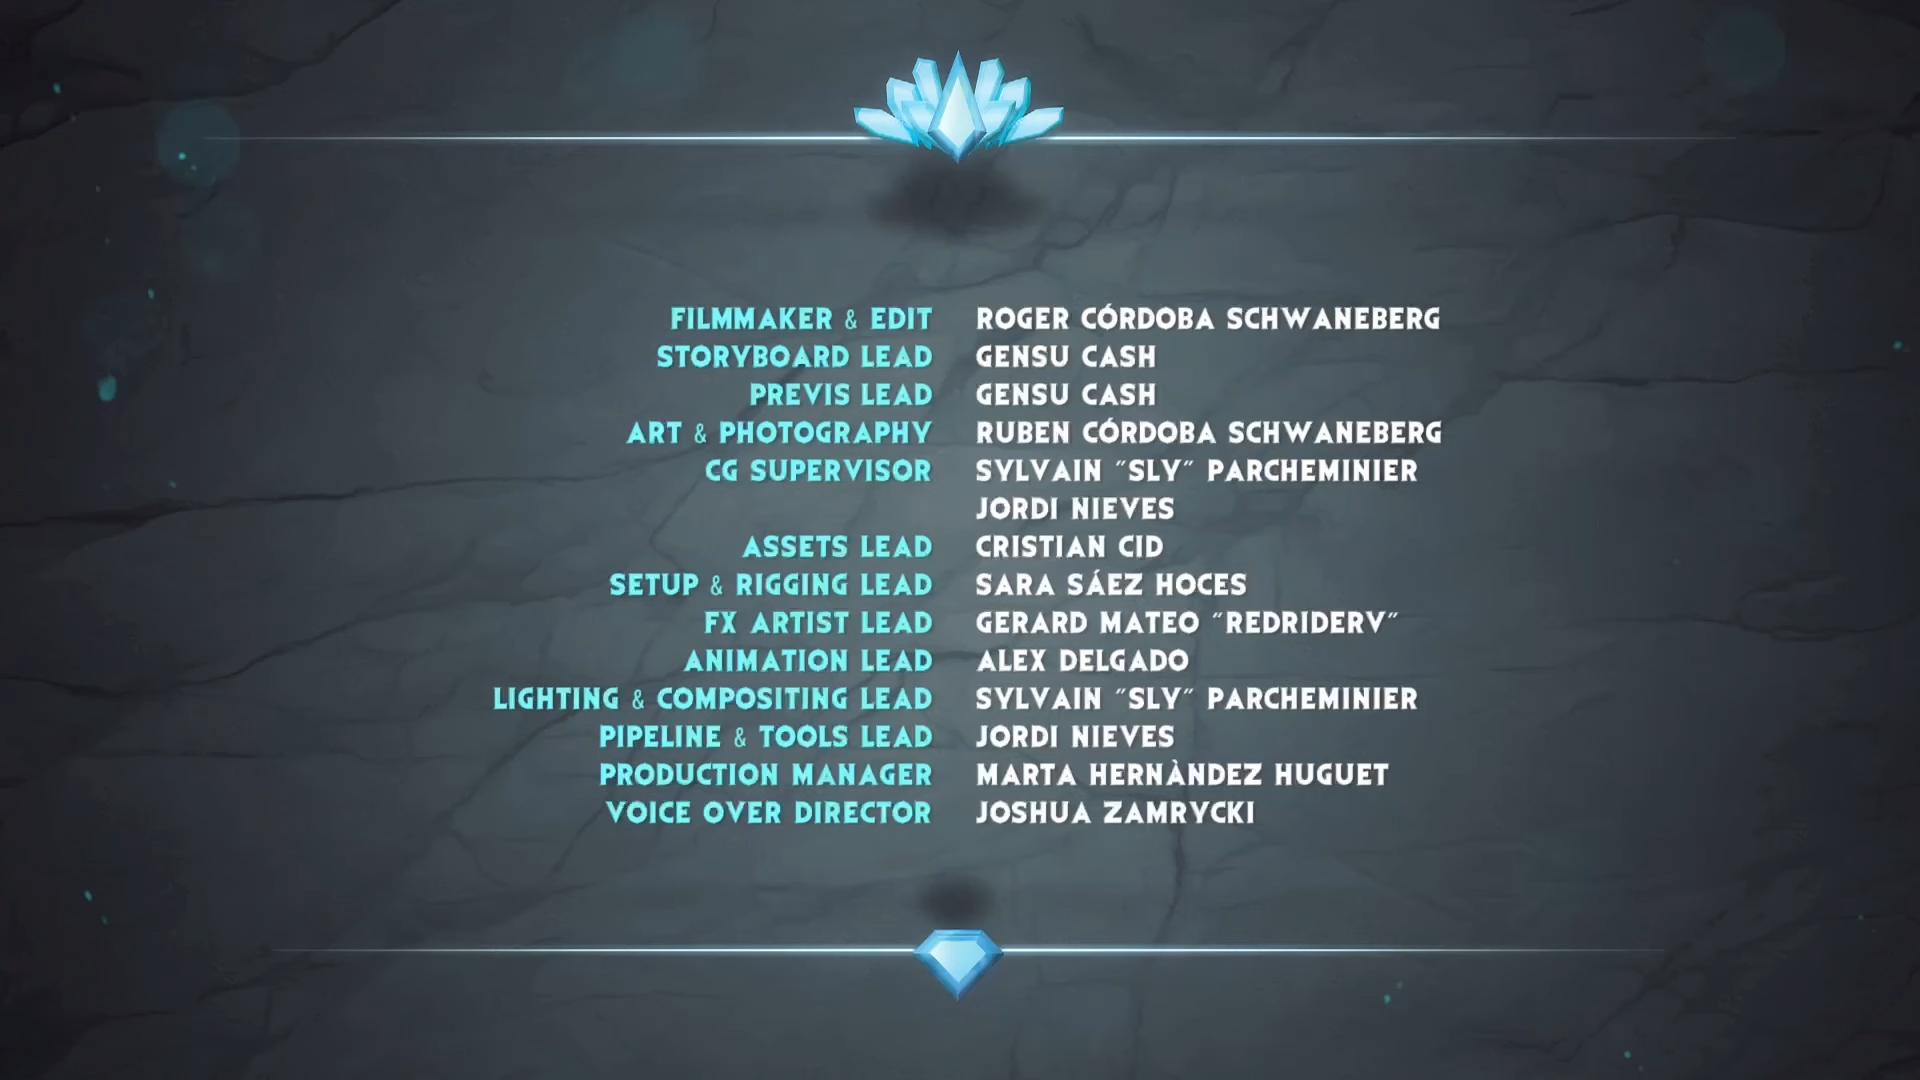 FILMMAKER & EDIT ROGER CÓRDOBA SCHWANEBERG
STORYBOARD LEAD GENSU CASH
PREVIS LEAD GENSU CASH
ART & PHOTOGRAPHY RUBEN CÓRDOBA SCHWANEBERG
CG SUPERVISOR SYLVAIN "SLY" PARCHEMINIER
JORDI NIEVES
ASSETS LEAD CRISTIAN CID
SETUP & RIGGING LEAD SARA SÁEZ HOCES
FX ARTIST LEAD GERARD MATEO "REDRIDERV"
ANIMATION LEAD ALEX DELGADO
LIGHTING & COMPOSITING LEAD SYLVAIN "SLY" PARCHEMINIER
PIPELINE & TOOLS LEAD JORDI NIEVES
PRODUCTION MANAGER MARTA HERNÀNDEZ HUGUET
VOICE OVER DIRECTOR JOSHUA ZAMRYCKI